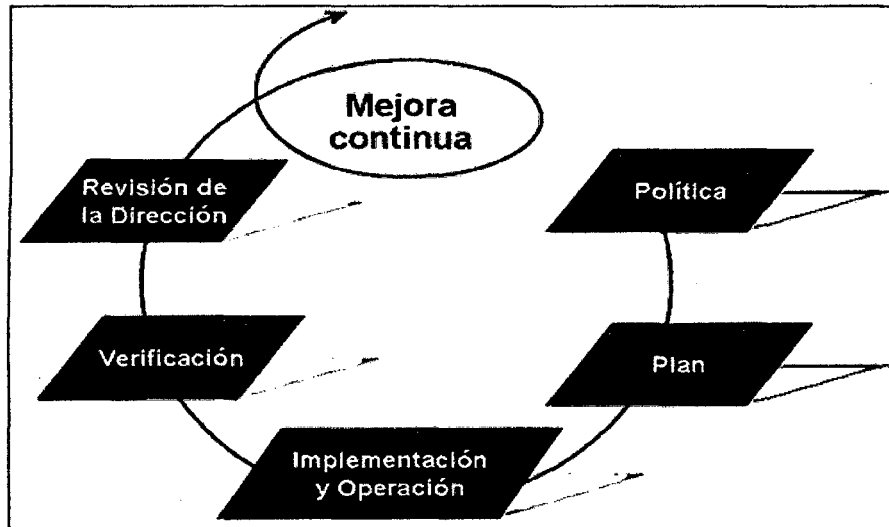 Mejora
continua
Revisión de
la Dirección
Política
Verificación
Plan
Implementación
y Operación